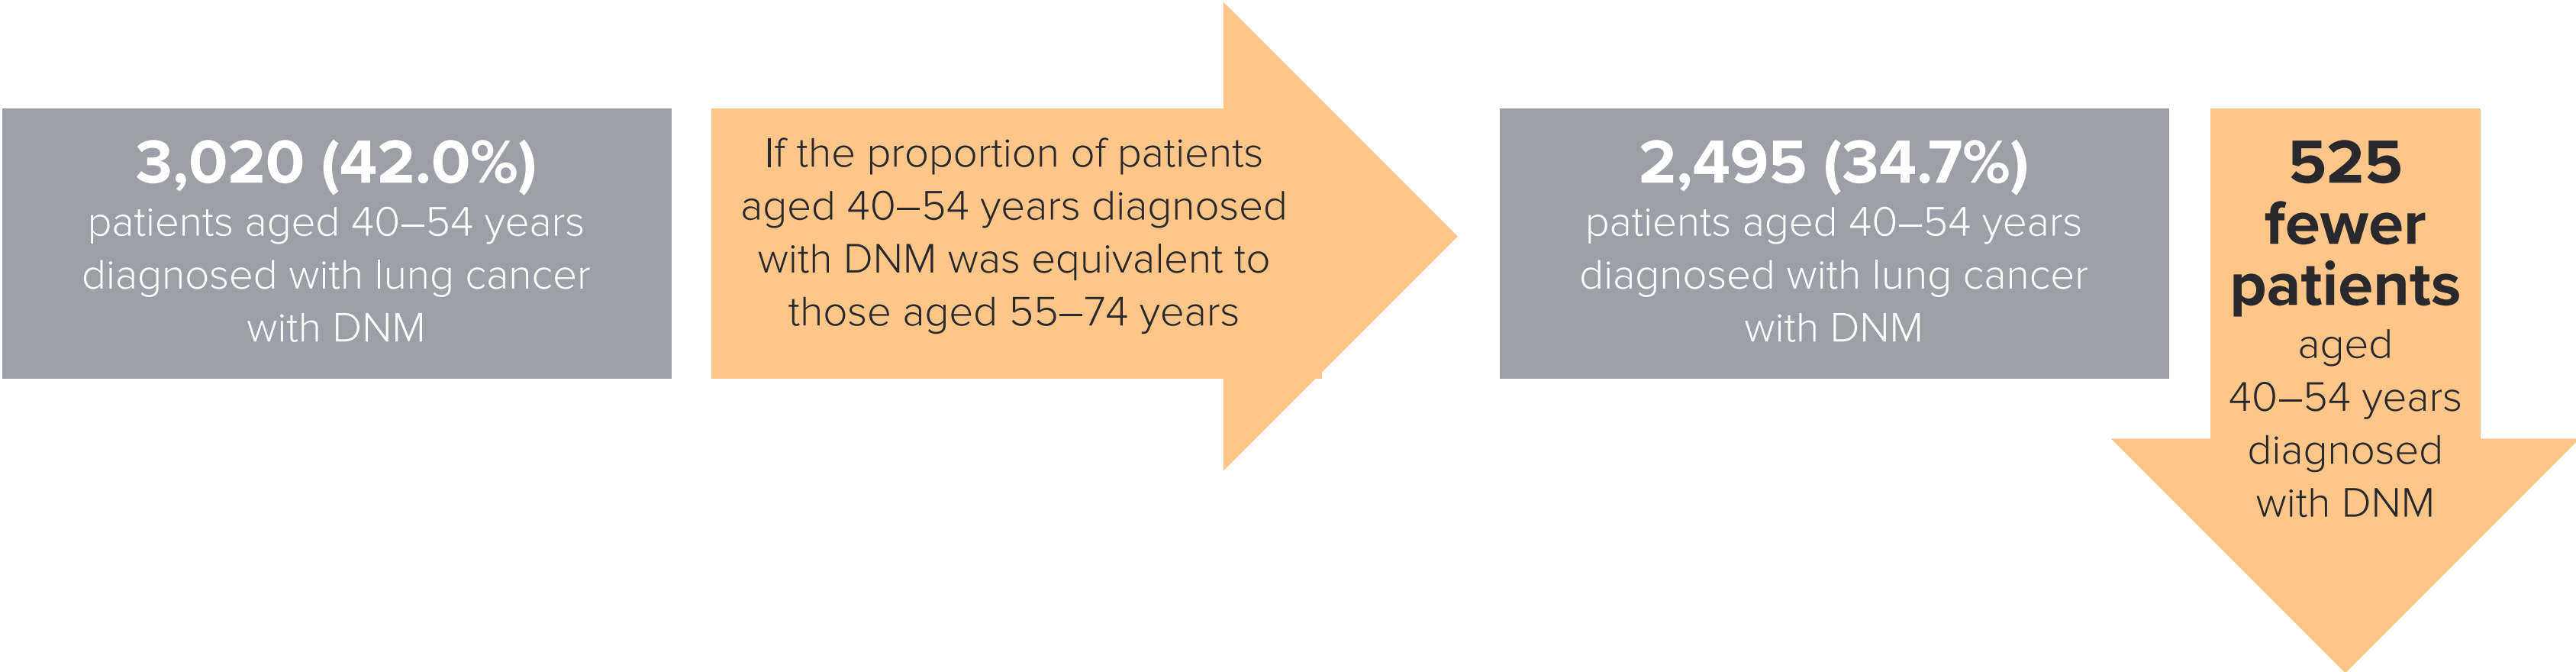 3,020 (42.0%)
patients aged 40–54 years
diagnosed with lung cancer
with DNM
If the proportion of patients
aged 40–54 years diagnosed
with DNM was equivalent to
those aged 55–74 years
2,495 (34.7%)
patients aged 40–54 years
diagnosed with lung cancer
with DNM
525
fewer
patients
aged
40–54 years
diagnosed
with DNM